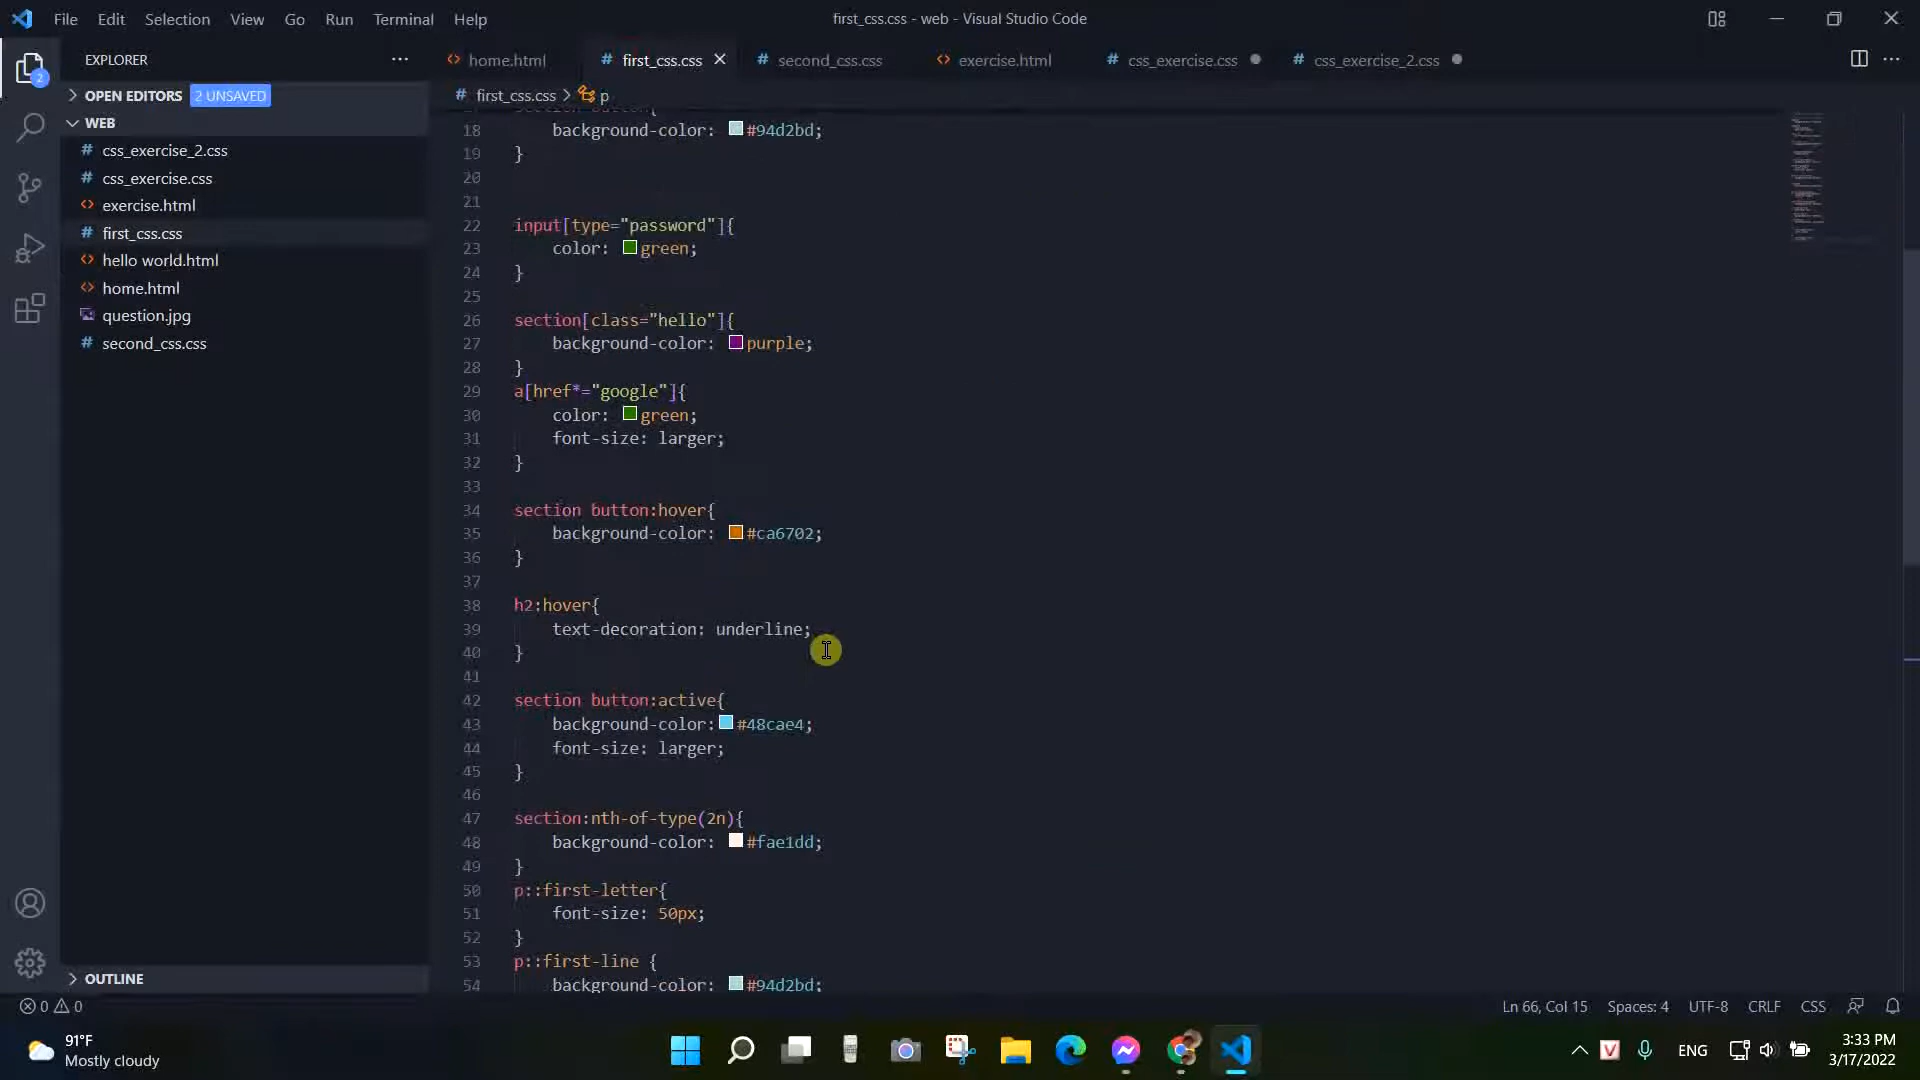 File Edit Selection View Go Run Terminal Help
first_css.css - web - Visual Studio Code
EXPLORER
home.html
first_css.css
second_css.css
exercise.html
css_exercise.css
css_exercise_2.css
OPEN EDITORS 2 UNSAVED
first_css.css > p
2
WEB
css_exercise_2.css
css_exercise.css
exercise.html
first_css.css
hello world.html
home.html
question.jpg
second_css.css
OUTLINE
18 background-color: #94d2bd;
19 }
20
21
22 input[type="password"]{
23 color: green;
24 }
25
26 section[class="hello"]{
27 background-color: purple;
28 }
29 a[href*="google"]{
30 color: green;
31 font-size: larger;
32 }
33
34 section button:hover{
35 background-color: #ca6702;
36 }
37
38 h2:hover{
39 text-decoration: underline;
40 }
41
42 section button:active{
43 background-color: #48cae4;
44 font-size: larger;
45 }
46
47 section:nth-of-type(2n){
48 background-color: #fae1dd;
49 }
50 p::first-letter{
51 font-size: 50px;
52 }
53 p::first-line {
54 background-color: #94d2bd;
0 0
Ln 66, Col 15 Spaces: 4 UTF-8 CRLF CSS
91°F
Mostly cloudy
V
ENG
3:33 PM
3/17/2022